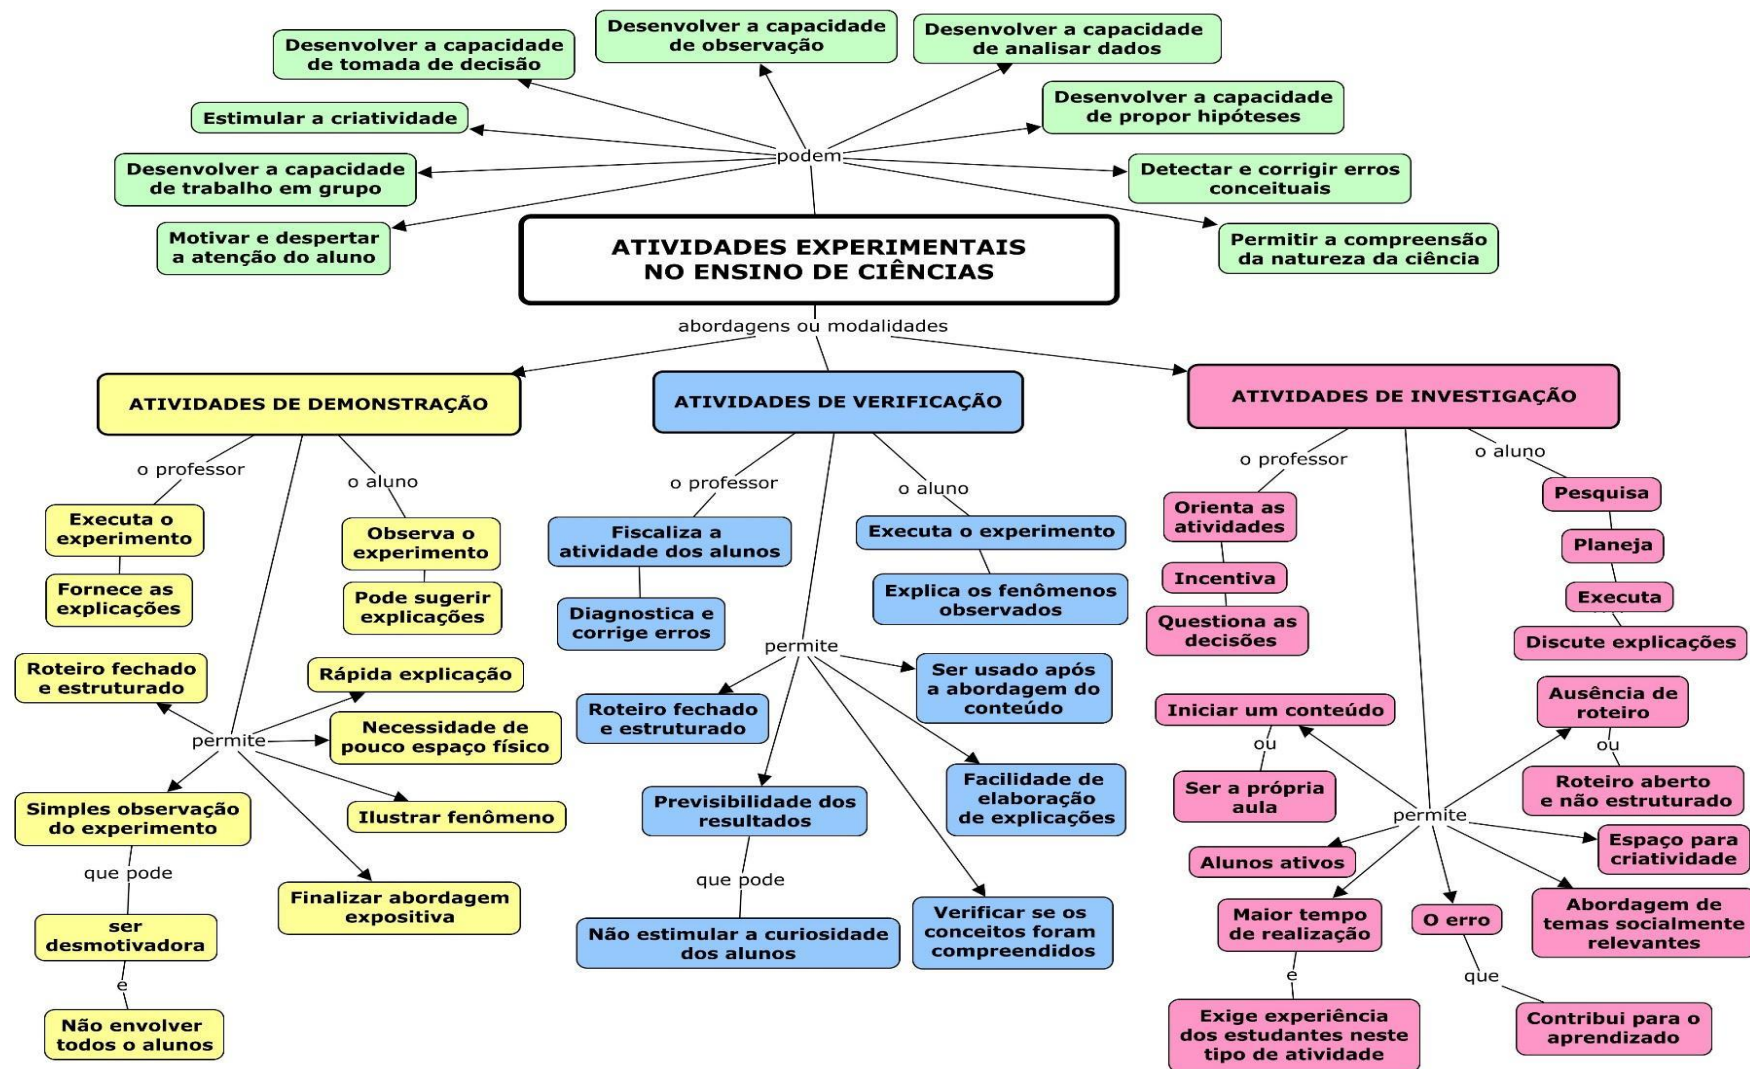 Desenvolver a capacidade
de tomada de decisão
Desenvolver a capacidade
de observação
Desenvolver a capacidade
de analisar dados
Estimular a criatividade
Desenvolver a capacidade
de propor hipóteses
Desenvolver a capacidade
de trabalho em grupo
podem
Detectar e corrigir erros
conceituais
Motivar e despertar
a atenção do aluno
Permitir a compreensão
da natureza da ciência
ATIVIDADES EXPERIMENTAIS
NO ENSINO DE CIÊNCIAS
abordagens ou modalidades
ATIVIDADES DE DEMONSTRAÇÃO
o professor
o aluno
Executa o
experimento
Fornece as
explicações
Observa o
experimento
Pode sugerir
explicações
Roteiro fechado
e estruturado
Rápida explicação
permite
Necessidade de
pouco espaço físico
Simples observação
do experimento
Ilustrar fenômeno
que pode
Finalizar abordagem
expositiva
ser
desmotivadora
e
Não envolver
todos o alunos
ATIVIDADES DE VERIFICAÇÃO
o professor
o aluno
Fiscaliza a
atividade dos alunos
Executa o experimento
Diagnostica e
corrige erros
Explica os fenômenos
observados
permite
Ser usado após
a abordagem do
conteúdo
Roteiro fechado
e estruturado
Previsibilidade dos
resultados
Facilidade de
elaboração
de explicações
que pode
Não estimular a curiosidade
dos alunos
Verificar se os
conceitos foram
compreendidos
ATIVIDADES DE INVESTIGAÇÃO
o professor
o aluno
Orienta as
atividades
Incentiva
Questiona as
decisões
Pesquisa
Planeja
Executa
Discute explicações
Iniciar um conteúdo
ou
Ser a própria
aula
Ausência de
roteiro
ou
Roteiro aberto
e não estruturado
permite
Alunos ativos
Espaço para
criatividade
Maior tempo
de realização
O erro
Abordagem de
temas socialmente
relevantes
e
que
Exige experiência
dos estudantes neste
tipo de atividade
Contribui para o
aprendizado